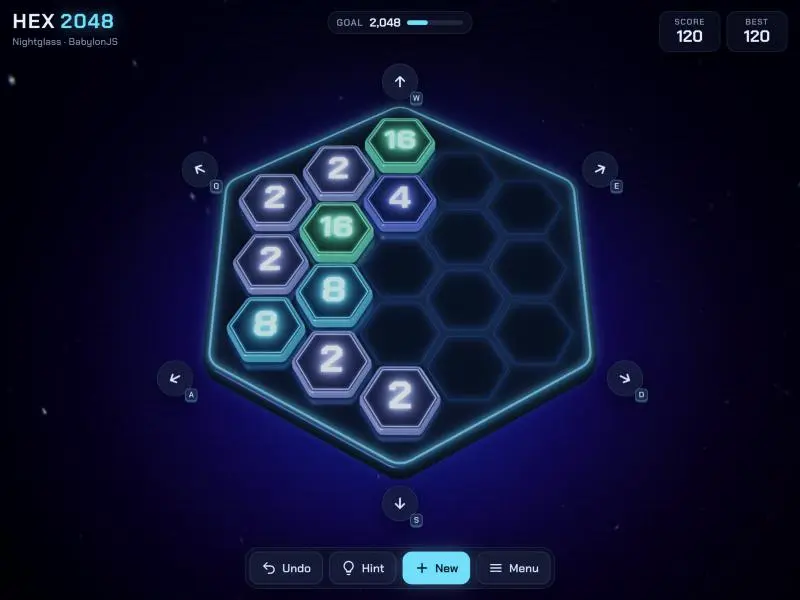 HEX 2048
Nightglass · BabylonJS
GOAL 2,048
SCORE
120
BEST
120
W
Q
E
16
2
2
4
16
2
8
8
2
2
A
D
S
Undo
Hint
New
Menu